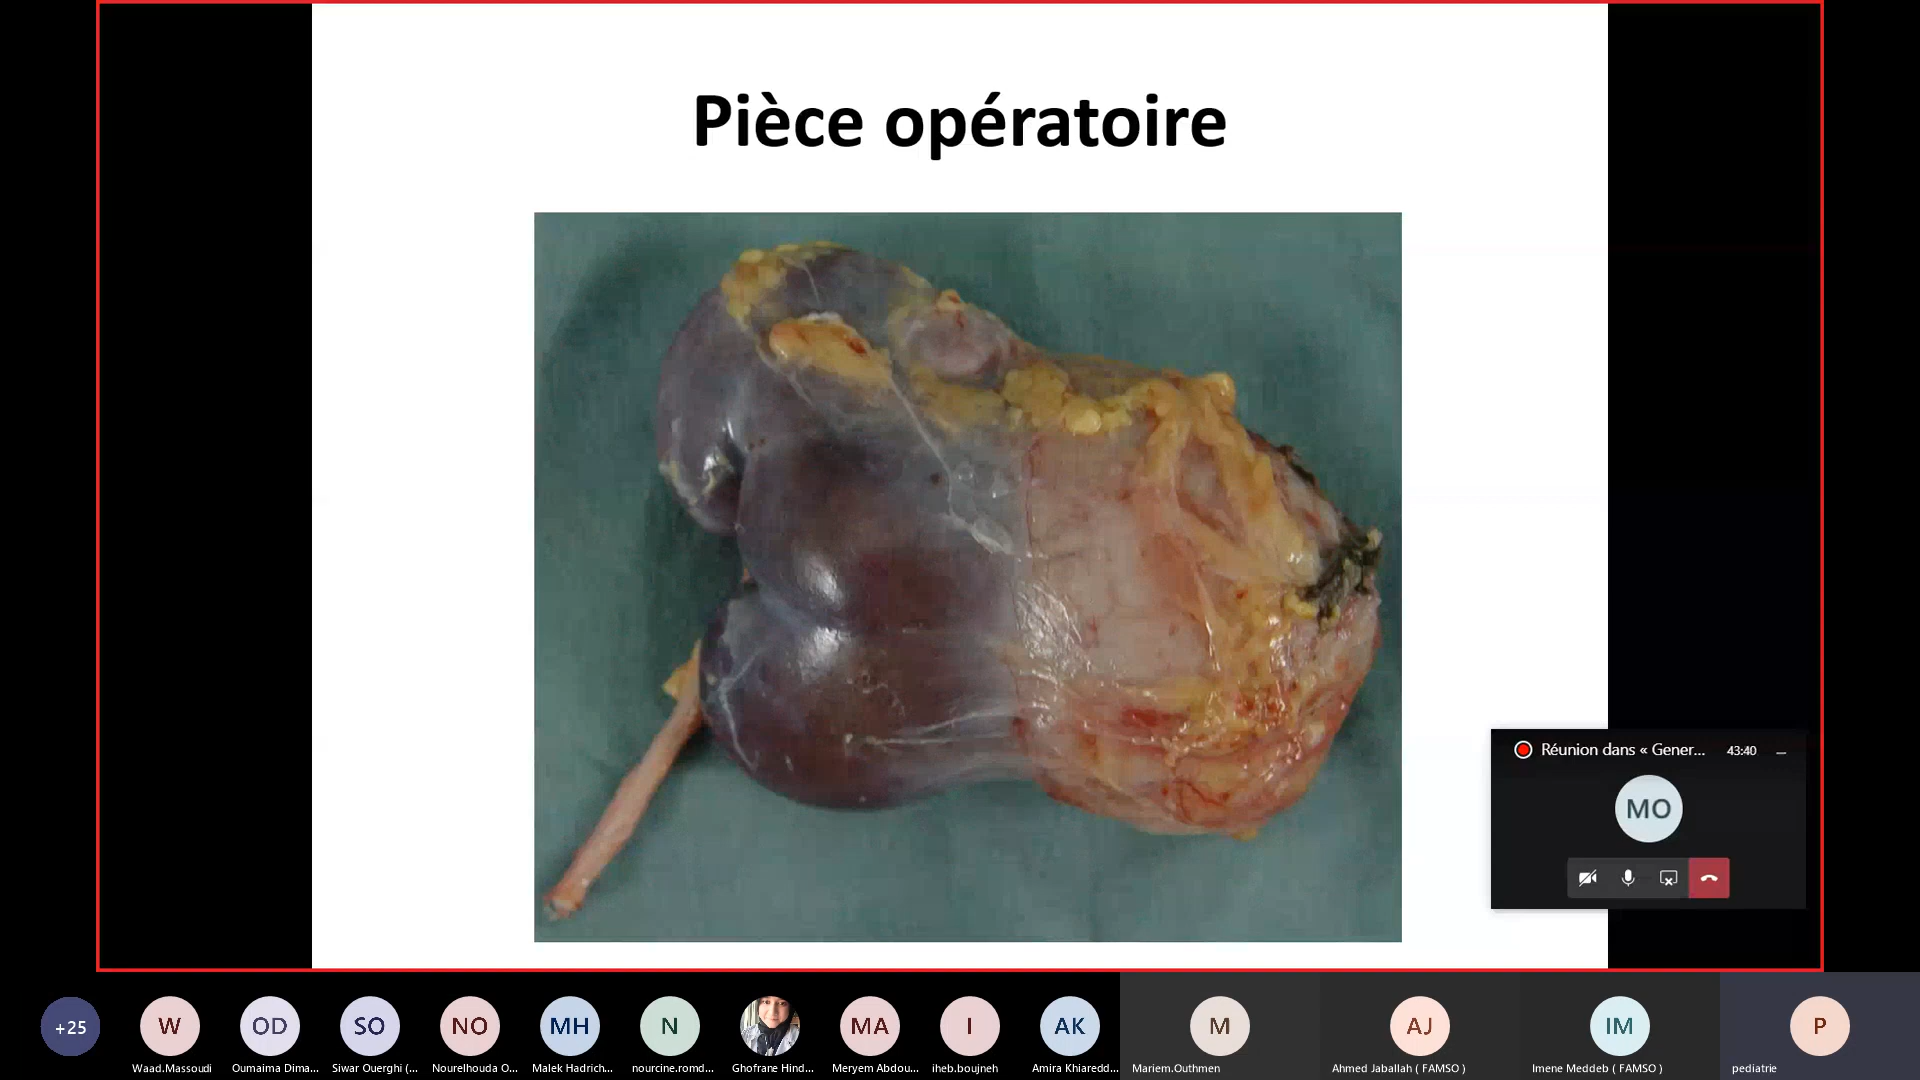 Pièce opératoire
Réunion dans « Gener... 43:40
MO
+25
W
OD
SO
NO
MH
N
MA
I
AK
M
AJ
IM
P
Waad.Massoudi
Oumaima Dima...
Siwar Ouerghi (...
Nourelhouda O...
Malek Hadrich...
nourcine.romd...
Ghofrane Hind...
Meryem Abdou...
iheb.boujneh
Amira Khiaredd...
Mariem.Outhmen
Ahmed Jaballah ( FAMSO )
Imene Meddeb ( FAMSO )
pediatrie